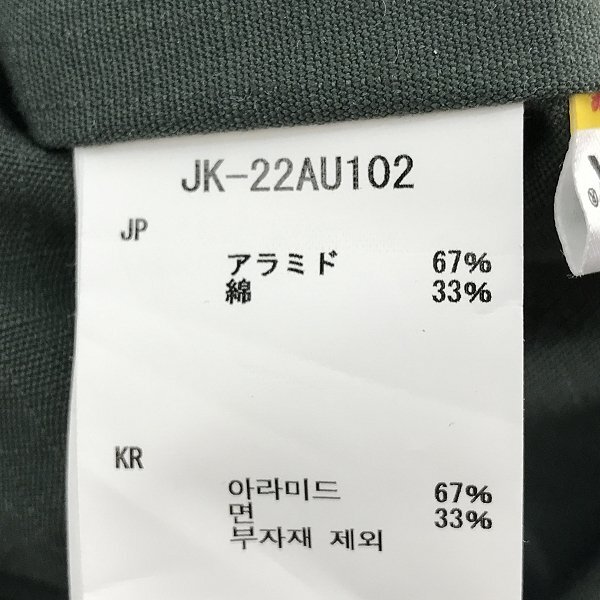 JK-22AU102
JP
アラミド 67%
綿 33%
KR
아라미드 67%
면 33%
부자재 제외